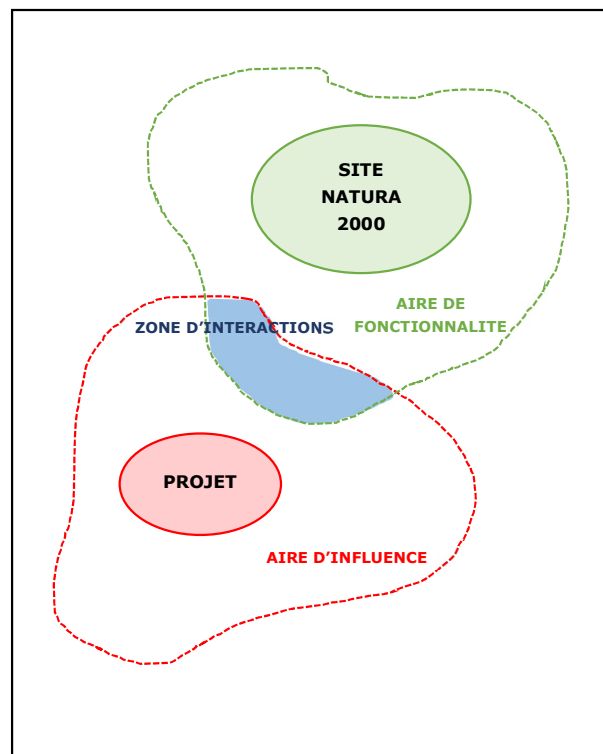 SITE
NATURA
2000
AIRE DE
FONCTIONNALITE
ZONE D’INTERACTIONS
PROJET
AIRE D’INFLUENCE